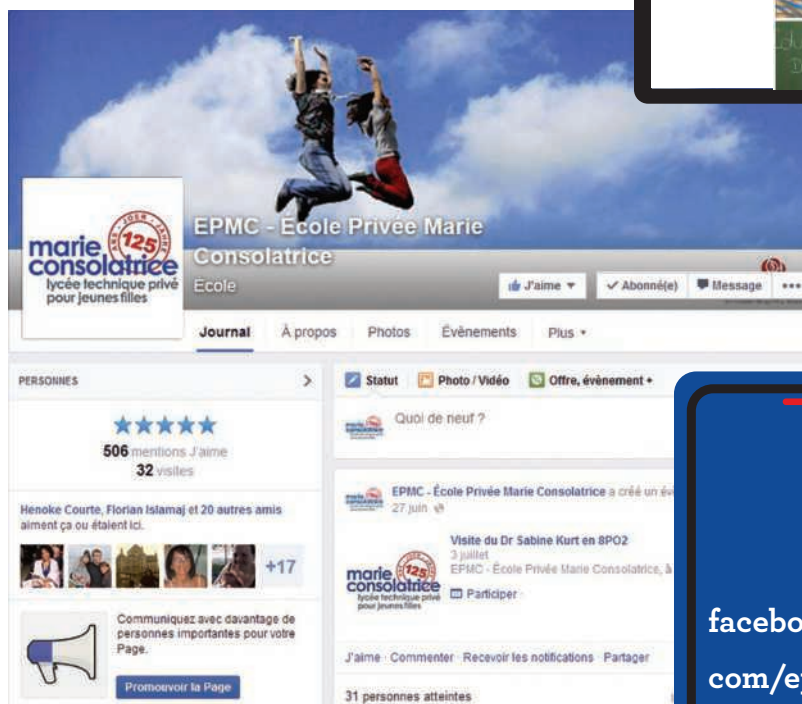 EPMC - École Privée Marie
Consolatrice
École
marie
consolatrice
lycée technique privé
pour jeunes filles
ANS - JOER - JAHRE
125
J'aime
Abonné(e)
Message
Journal
À propos
Photos
Évènements
Plus
PERSONNES
506 mentions J'aime
32 visites
Henoke Courte, Florian Islamaj et 20 autres amis
aiment ça ou étaient ici.
+17
Communiquez avec davantage de
personnes importantes pour votre
Page.
Promouvoir la Page
Statut
Photo / Vidéo
Offre, évènement +
Quoi de neuf ?
EPMC - École Privée Marie Consolatrice a créé un
27 juin
Visite du Dr Sabine Kurt en 8PO2
3 juillet
EPMC - École Privée Marie Consolatrice, à
Participer
marie
consolatrice
lycée technique privé
pour jeunes filles
125
J'aime · Commenter · Recevoir les notifications · Partager
31 personnes atteintes
facebo
com/e